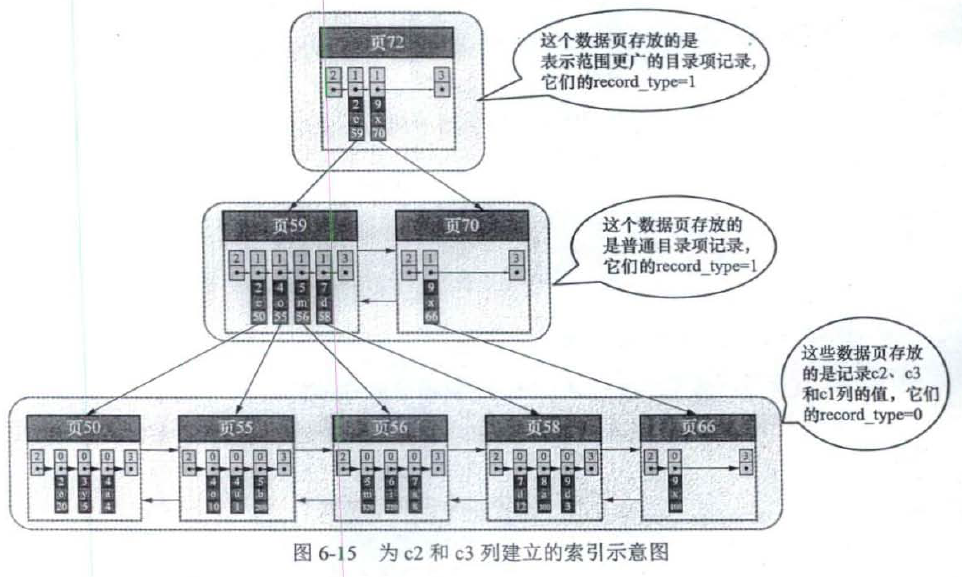 页72
2 1 1 3
2 9
e x
59 70
这个数据页存放的是
表示范围更广的目录项记录,
它们的record_type=1
页59
2 1 1 1 1 3
2 4 5 7
e o m d
50 55 56 58
页70
2 1 3
9
x
66
这个数据页存放的
是普通目录项记录,
它们的record_type=1
页50
2 0 0 0 3
2 3 4
e y a
20 5 4
页55
2 0 0 0 3
4 4 5
o u b
10 1
页56
2 0 0 0 3
5 6 7
m i
页58
2 0 0 0 3
7 8 9
d a d
12 3
页66
2 0 3
9
x
这些数据页存放
的是记录c2、c3
和c1列的值，它们
的record_type=0
图 6-15 为 c2 和 c3 列建立的索引示意图